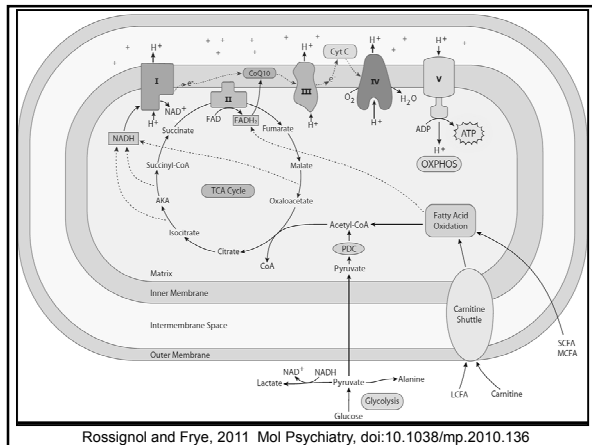 H+
H+
H+
Cyt C
CoQ10
I
e-
II
III
e-
IV
V
NAD+
H+
FAD
FADH2
H+
O2
H2O
H+
ADP
ATP
H+
OXPHOS
NADH
Succinate
Fumarate
Succinyl-CoA
Malate
TCA Cycle
AKA
Oxaloacetate
Isocitrate
Citrate
CoA
Acetyl-CoA
Fatty Acid
Oxidation
PDC
Pyruvate
Matrix
Inner Membrane
Intermembrane Space
Outer Membrane
Carnitine
Shuttle
SCFA
MCFA
NAD+ NADH
Lactate
Pyruvate
Alanine
LCFA
Carnitine
Glycolysis
Glucose
Rossignol and Frye, 2011 Mol Psychiatry, doi:10.1038/mp.2010.136